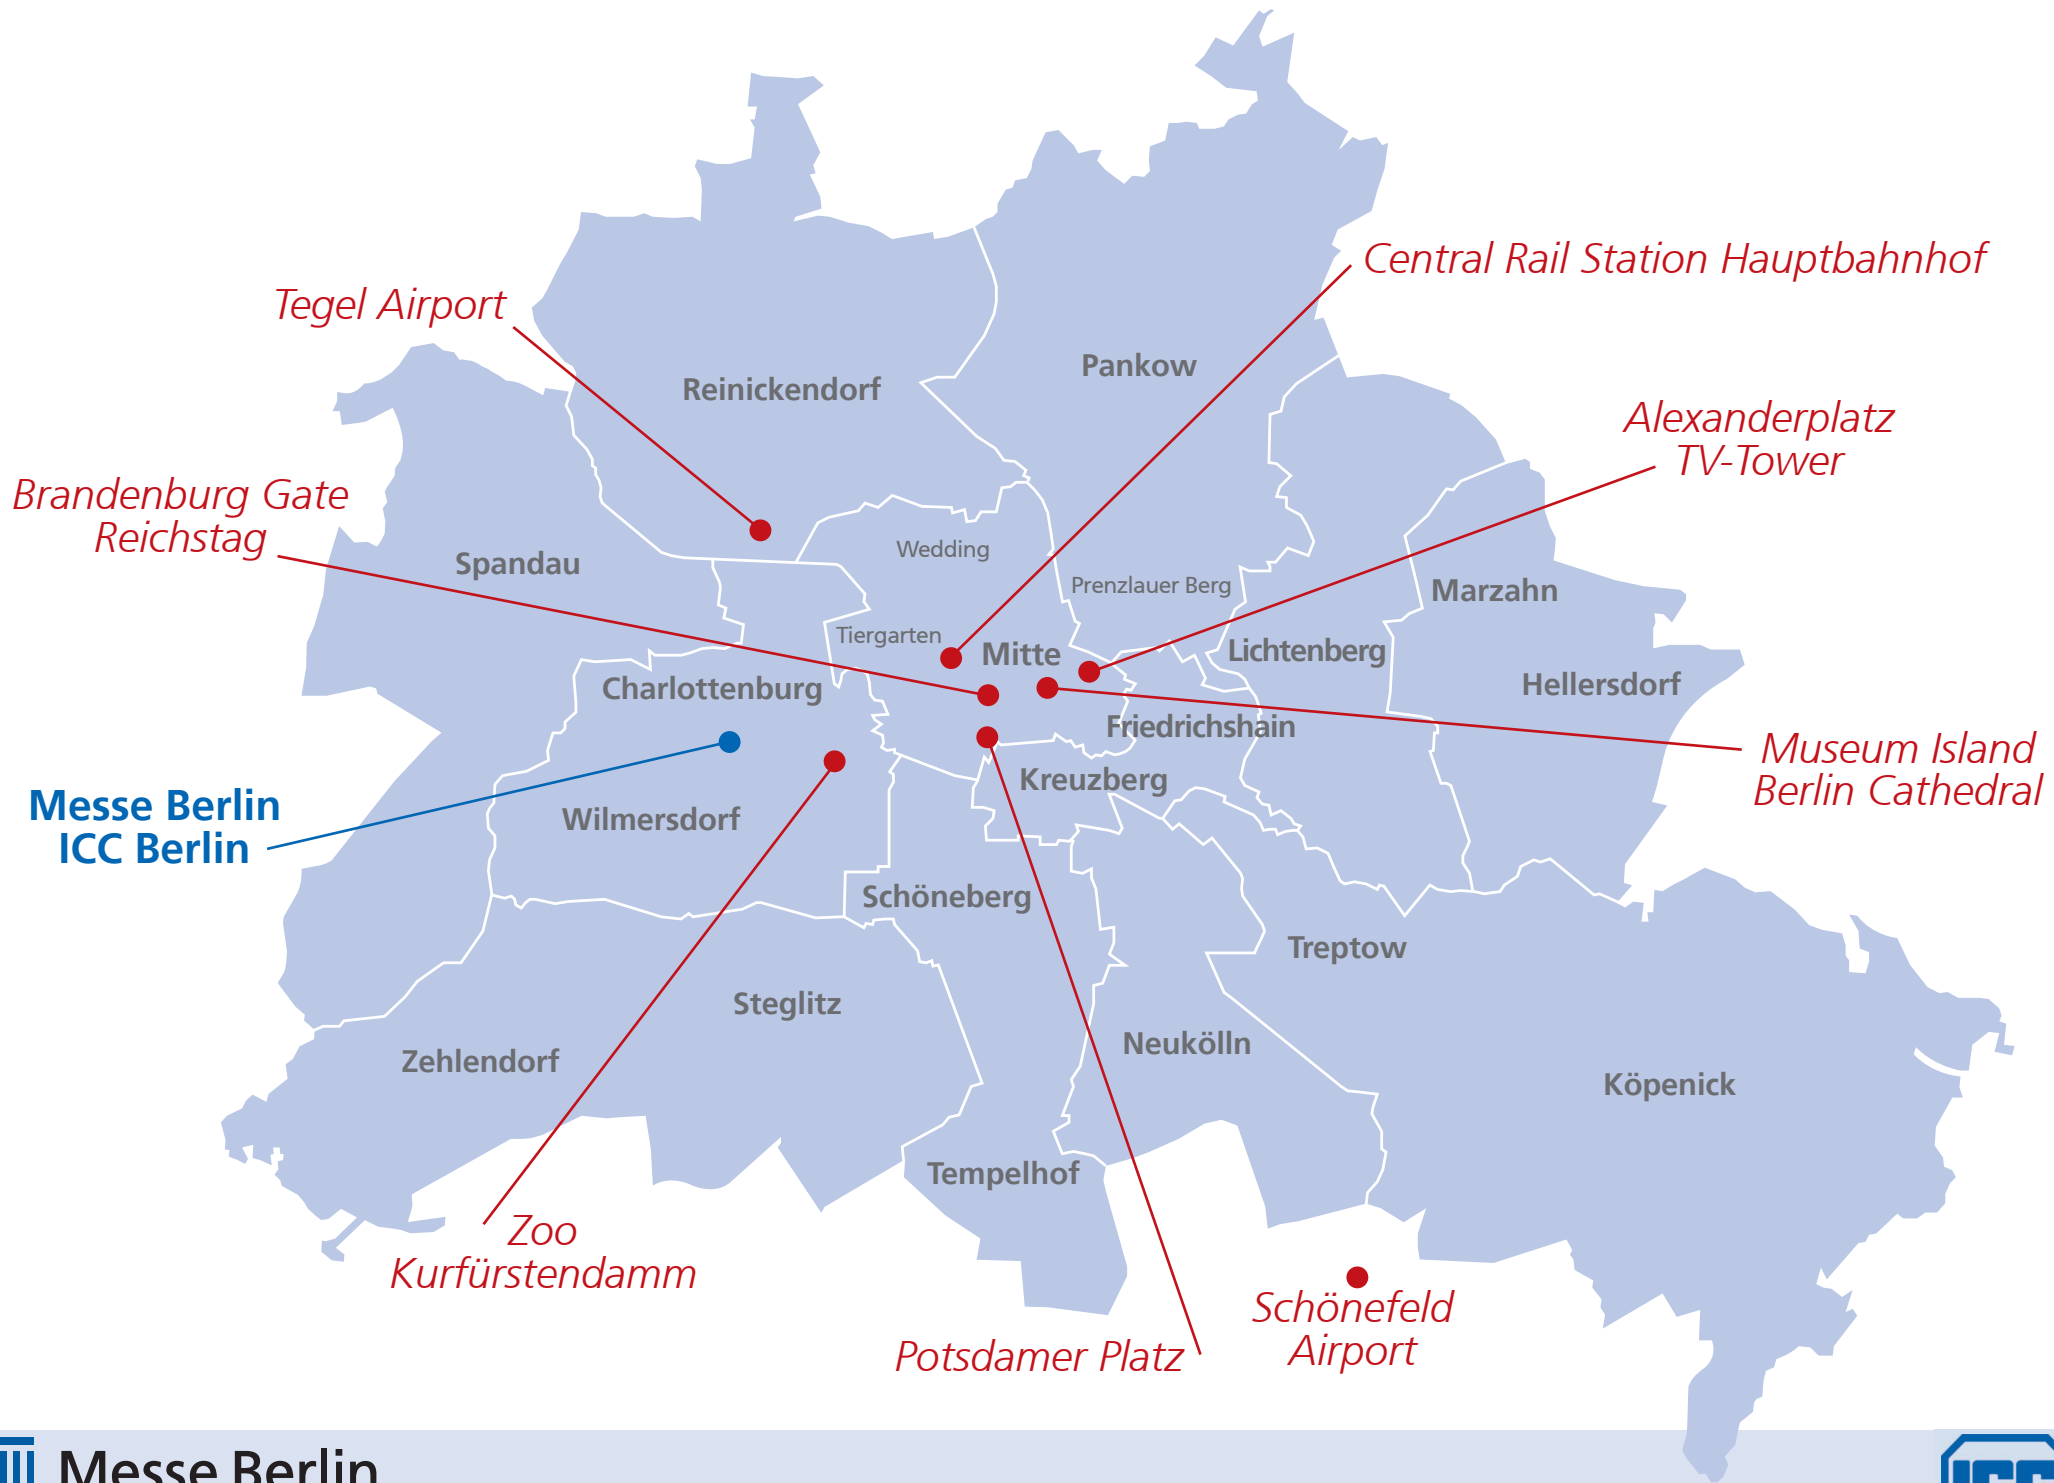 Central Rail Station Hauptbahnhof
Tegel Airport
Pankow
Reinickendorf
Alexanderplatz
TV-Tower
Brandenburg Gate
Reichstag
Spandau
Wedding
Prenzlauer Berg
Marzahn
Tiergarten
Mitte
Lichtenberg
Charlottenburg
Hellersdorf
Friedrichshain
Museum Island
Berlin Cathedral
Kreuzberg
Messe Berlin
ICC Berlin
Wilmersdorf
Schöneberg
Treptow
Steglitz
Neukölln
Zehlendorf
Köpenick
Tempelhof
Zoo
Kurfürstendamm
Schönefeld
Airport
Potsdamer Platz
Messe Berlin
ICC